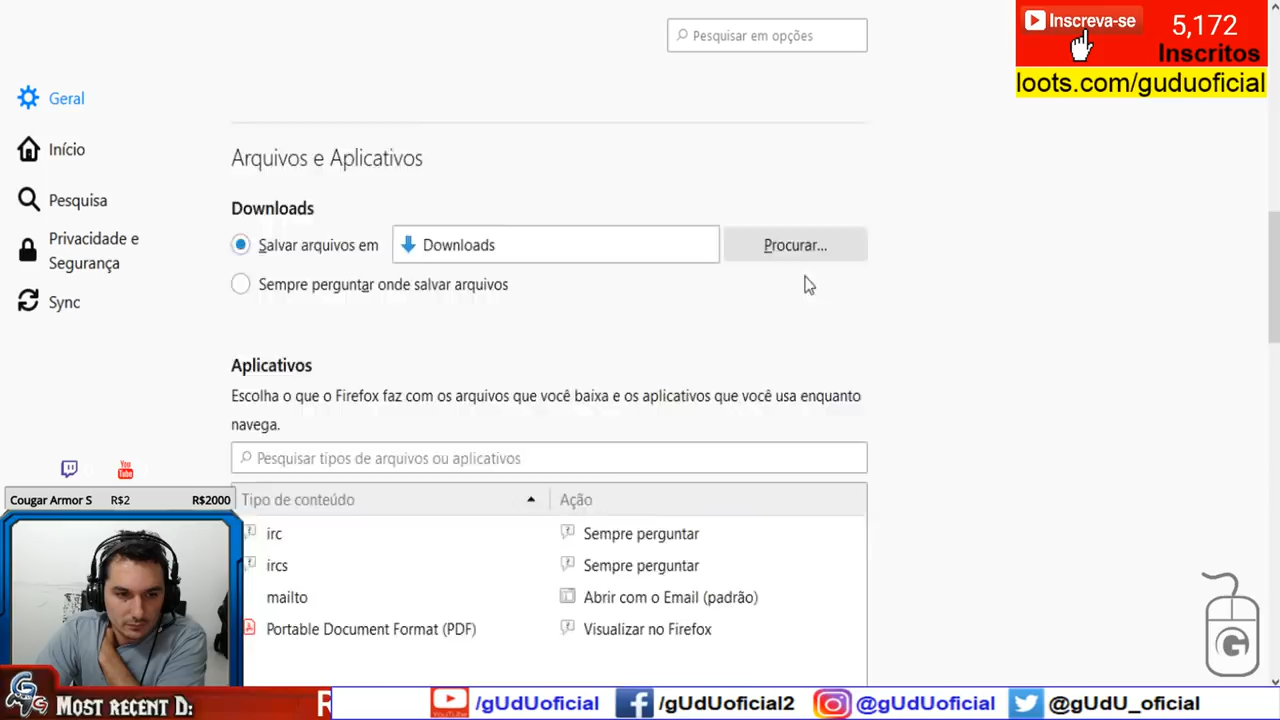 Pesquisar em opções
Inscreva-se
5,172
Inscritos
loots.com/guduoficial
Geral
Início
Pesquisa
Privacidade e
Segurança
Sync
Arquivos e Aplicativos
Downloads
Salvar arquivos em
Downloads
Procurar...
Sempre perguntar onde salvar arquivos
Aplicativos
Escolha o que o Firefox faz com os arquivos que você baixa e os aplicativos que você usa enquanto
navega.
Pesquisar tipos de arquivos ou aplicativos
Tipo de conteúdo Ação
irc Sempre perguntar
ircs Sempre perguntar
mailto Abrir com o Email (padrão)
Portable Document Format (PDF) Visualizar no Firefox
You
Tube
Cougar Armor S R$2 R$2000
G
Most recent D: R
/gUdUoficial /gUdUoficial2 @gUdUoficial @gUdU_oficial